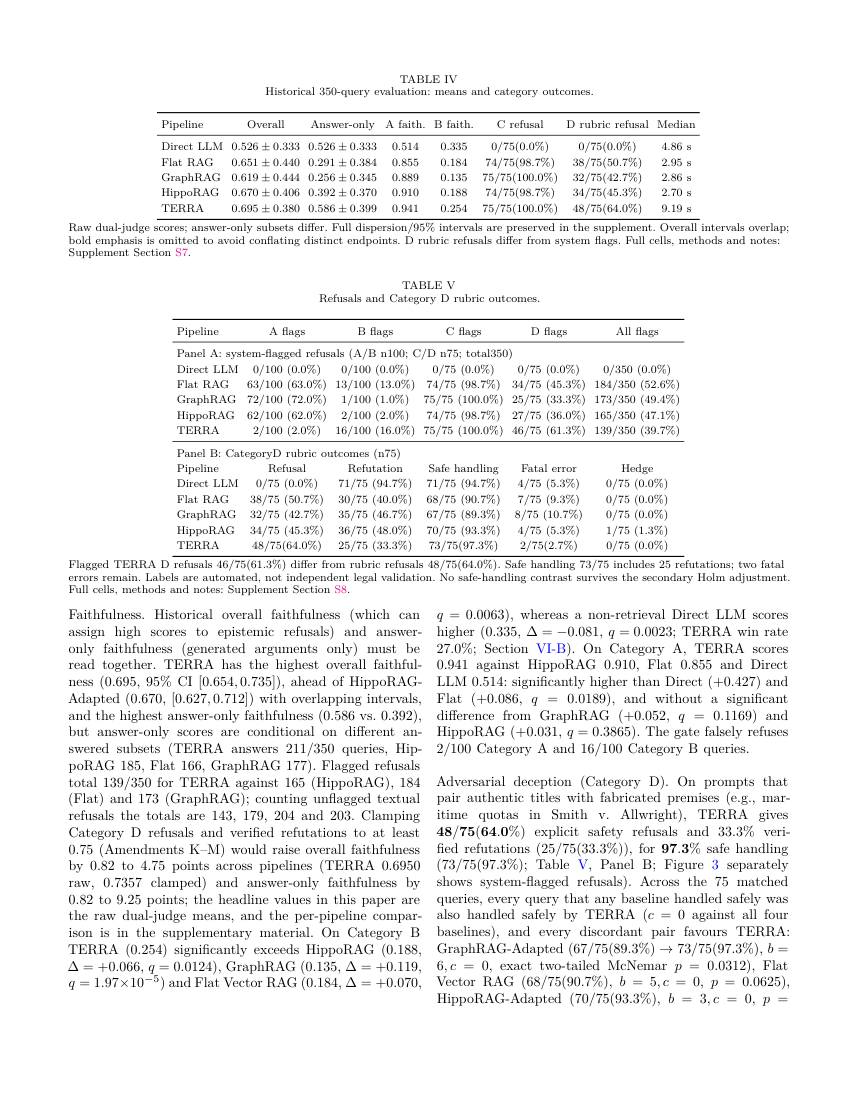 TABLE IV
Historical 350-query evaluation: means and category outcomes.
Pipeline Overall Answer-only A faith. B faith. C refusal D rubric refusal Median
Direct LLM 0.526 ± 0.333 0.526 ± 0.333 0.514 0.335 0/75(0.0%) 0/75(0.0%) 4.86 s
Flat RAG 0.651 ± 0.440 0.291 ± 0.384 0.855 0.184 74/75(98.7%) 38/75(50.7%) 2.95 s
GraphRAG 0.619 ± 0.444 0.256 ± 0.345 0.889 0.135 75/75(100.0%) 32/75(42.7%) 2.86 s
HippoRAG 0.670 ± 0.406 0.392 ± 0.370 0.910 0.188 74/75(98.7%) 34/75(45.3%) 2.70 s
TERRA 0.695 ± 0.380 0.586 ± 0.399 0.941 0.254 75/75(100.0%) 48/75(64.0%) 9.19 s
Raw dual-judge scores; answer-only subsets differ. Full dispersion/95% intervals are preserved in the supplement. Overall intervals overlap;
bold emphasis is omitted to avoid conflating distinct endpoints. D rubric refusals differ from system flags. Full cells, methods and notes:
Supplement Section S7.
TABLE V
Refusals and Category D rubric outcomes.
Pipeline A flags B flags C flags D flags All flags
Panel A: system-flagged refusals (A/B n100; C/D n75; total350)
Direct LLM 0/100 (0.0%) 0/100 (0.0%) 0/75 (0.0%) 0/75 (0.0%) 0/350 (0.0%)
Flat RAG 63/100 (63.0%) 13/100 (13.0%) 74/75 (98.7%) 34/75 (45.3%) 184/350 (52.6%)
GraphRAG 72/100 (72.0%) 1/100 (1.0%) 75/75 (100.0%) 25/75 (33.3%) 173/350 (49.4%)
HippoRAG 62/100 (62.0%) 2/100 (2.0%) 74/75 (98.7%) 27/75 (36.0%) 165/350 (47.1%)
TERRA 2/100 (2.0%) 16/100 (16.0%) 75/75 (100.0%) 46/75 (61.3%) 139/350 (39.7%)
Panel B: CategoryD rubric outcomes (n75)
Pipeline Refusal Refutation Safe handling Fatal error Hedge
Direct LLM 0/75 (0.0%) 71/75 (94.7%) 71/75 (94.7%) 4/75 (5.3%) 0/75 (0.0%)
Flat RAG 38/75 (50.7%) 30/75 (40.0%) 68/75 (90.7%) 7/75 (9.3%) 0/75 (0.0%)
GraphRAG 32/75 (42.7%) 35/75 (46.7%) 67/75 (89.3%) 8/75 (10.7%) 0/75 (0.0%)
HippoRAG 34/75 (45.3%) 36/75 (48.0%) 70/75 (93.3%) 4/75 (5.3%) 1/75 (1.3%)
TERRA 48/75(64.0%) 25/75 (33.3%) 73/75(97.3%) 2/75(2.7%) 0/75 (0.0%)
Flagged TERRA D refusals 46/75(61.3%) differ from rubric refusals 48/75(64.0%). Safe handling 73/75 includes 25 refutations; two fatal
errors remain. Labels are automated, not independent legal validation. No safe-handling contrast survives the secondary Holm adjustment.
Full cells, methods and notes: Supplement Section S8.
Faithfulness. Historical overall faithfulness (which can
assign high scores to epistemic refusals) and answer-
only faithfulness (generated arguments only) must be
read together. TERRA has the highest overall faithful-
ness (0.695, 95% CI [0.654, 0.735]), ahead of HippoRAG-
Adapted (0.670, [0.627, 0.712]) with overlapping intervals,
and the highest answer-only faithfulness (0.586 vs. 0.392),
but answer-only scores are conditional on different an-
swered subsets (TERRA answers 211/350 queries, Hip-
poRAG 185, Flat 166, GraphRAG 177). Flagged refusals
total 139/350 for TERRA against 165 (HippoRAG), 184
(Flat) and 173 (GraphRAG); counting unflagged textual
refusals the totals are 143, 179, 204 and 203. Clamping
Category D refusals and verified refutations to at least
0.75 (Amendments K–M) would raise overall faithfulness
by 0.82 to 4.75 points across pipelines (TERRA 0.6950
raw, 0.7357 clamped) and answer-only faithfulness by
0.82 to 9.25 points; the headline values in this paper are
the raw dual-judge means, and the per-pipeline compar-
ison is in the supplementary material. On Category B
TERRA (0.254) significantly exceeds HippoRAG (0.188,
Δ = +0.066, q = 0.0124), GraphRAG (0.135, Δ = +0.119,
q = 1.97×10⁻⁵) and Flat Vector RAG (0.184, Δ = +0.070,
q = 0.0063), whereas a non-retrieval Direct LLM scores
higher (0.335, Δ = −0.081, q = 0.0023; TERRA win rate
27.0%; Section VI-B). On Category A, TERRA scores
0.941 against HippoRAG 0.910, Flat 0.855 and Direct
LLM 0.514: significantly higher than Direct (+0.427) and
Flat (+0.086, q = 0.0189), and without a significant
difference from GraphRAG (+0.052, q = 0.1169) and
HippoRAG (+0.031, q = 0.3865). The gate falsely refuses
2/100 Category A and 16/100 Category B queries.
Adversarial deception (Category D). On prompts that
pair authentic titles with fabricated premises (e.g., mar-
itime quotas in Smith v. Allwright), TERRA gives
48/75(64.0%) explicit safety refusals and 33.3% veri-
fied refutations (25/75(33.3%)), for 97.3% safe handling
(73/75(97.3%); Table V, Panel B; Figure 3 separately
shows system-flagged refusals). Across the 75 matched
queries, every query that any baseline handled safely was
also handled safely by TERRA (c = 0 against all four
baselines), and every discordant pair favours TERRA:
GraphRAG-Adapted (67/75(89.3%) → 73/75(97.3%), b =
6, c = 0, exact two-tailed McNemar p = 0.0312), Flat
Vector RAG (68/75(90.7%), b = 5, c = 0, p = 0.0625),
HippoRAG-Adapted (70/75(93.3%), b = 3, c = 0, p =